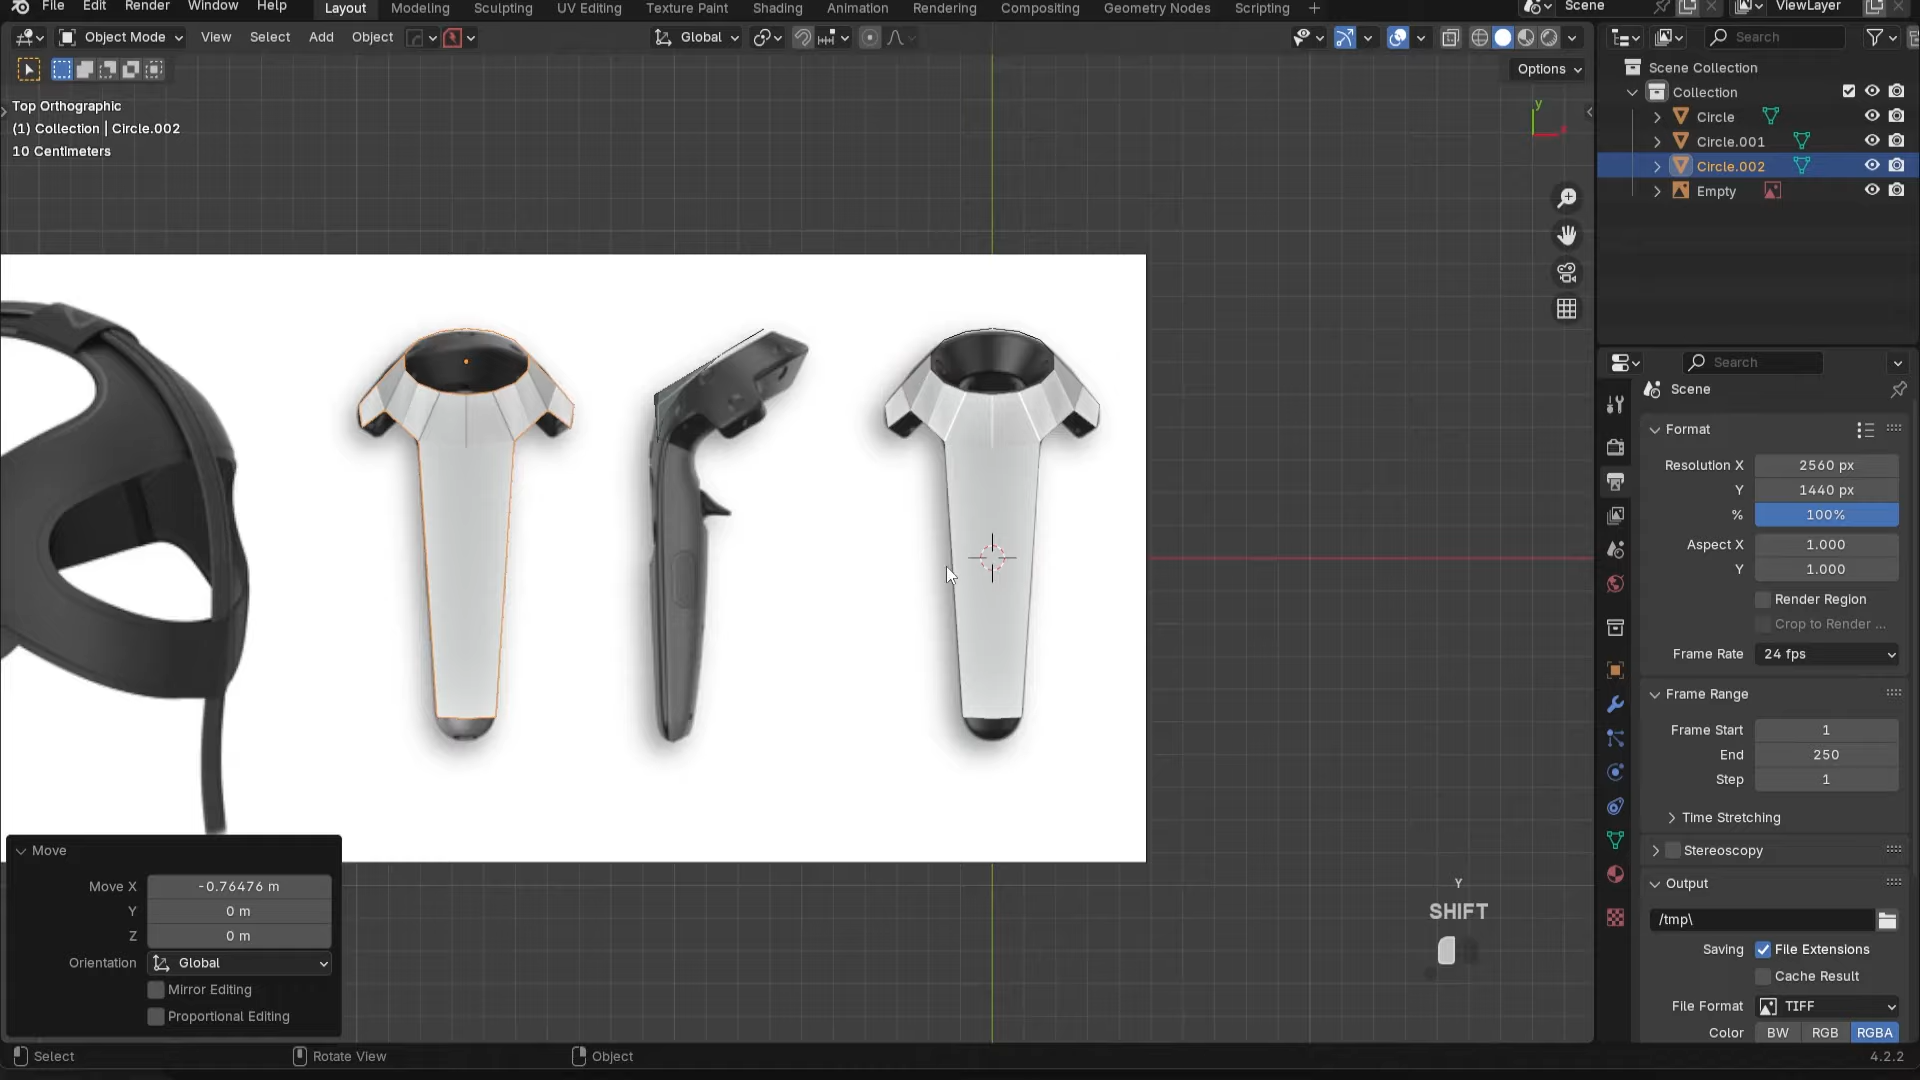 File Edit Render Window Help Layout Modeling Sculpting UV Editing Texture Paint Shading Animation Rendering Compositing Geometry Nodes Scripting + Scene ViewLayer
Object Mode View Select Add Object Global Search
Options
Top Orthographic
(1) Collection | Circle.002
10 Centimeters
y
Scene Collection
Collection
Circle
Circle.001
Circle.002
Empty
Search
Scene
Format
Resolution X 2560 px
Y 1440 px
% 100%
Aspect X 1.000
Y 1.000
Render Region
Crop to Render ...
Frame Rate 24 fps
Frame Range
Frame Start 1
End 250
Step 1
Time Stretching
Stereoscopy
Output
/tmp\
Saving File Extensions
Cache Result
File Format TIFF
Color BW RGB RGBA
Move
Move X -0.76476 m
Y 0 m
Z 0 m
Orientation Global
Mirror Editing
Proportional Editing
Y
SHIFT
Select Rotate View Object 4.2.2